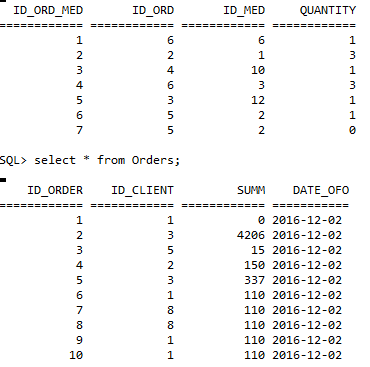 ID_ORD_MED ID_ORD ID_MED QUANTITY
============ ============ ============ ============
1 6 6 1
2 2 1 3
3 4 10 1
4 6 3 3
5 3 12 1
6 5 2 1
7 5 2 0
SQL> select * from Orders;
ID_ORDER ID_CLIENT SUMM DATE_OFO
============ ============ ============ ===========
1 1 0 2016-12-02
2 3 4206 2016-12-02
3 5 15 2016-12-02
4 2 150 2016-12-02
5 3 337 2016-12-02
6 1 110 2016-12-02
7 8 110 2016-12-02
8 8 110 2016-12-02
9 1 110 2016-12-02
10 1 110 2016-12-02